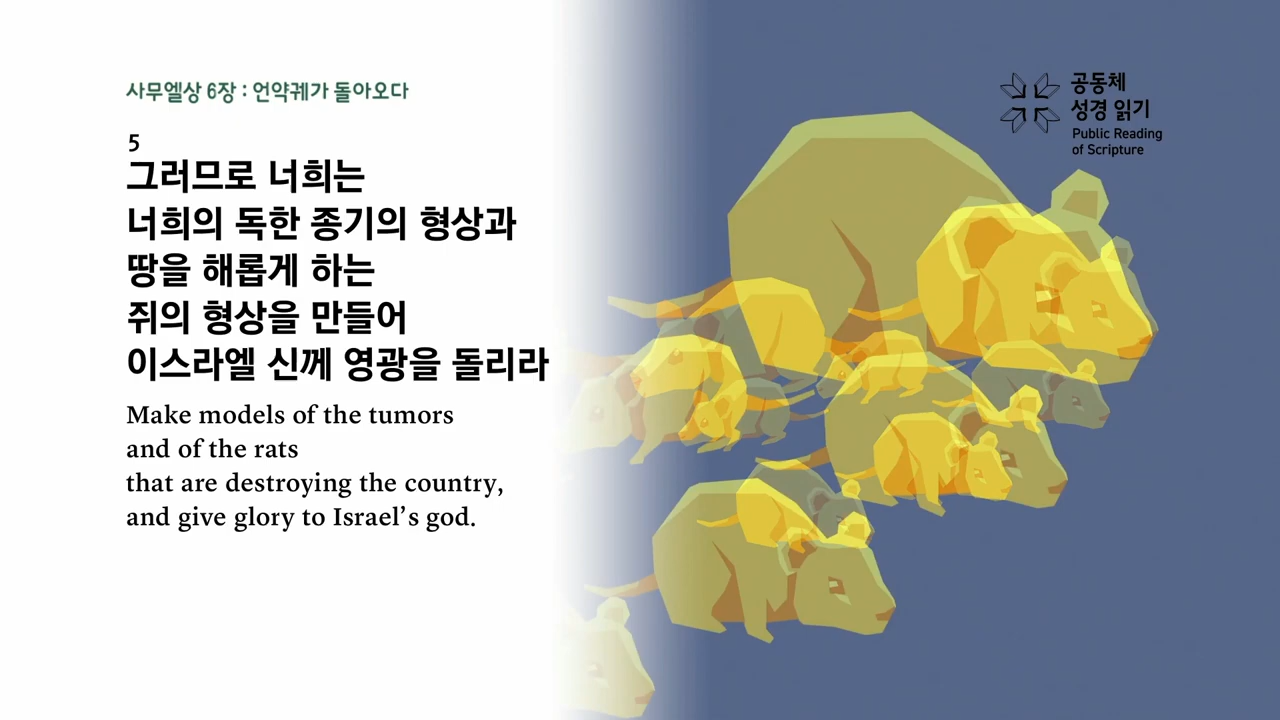 사무엘상 6장 : 언약궤가 돌아오다
5
그러므로 너희는
너희의 독한 종기의 형상과
땅을 해롭게 하는
쥐의 형상을 만들어
이스라엘 신께 영광을 돌리라
Make models of the tumors
and of the rats
that are destroying the country,
and give glory to Israel’s god.
공동체
성경 읽기
Public Reading
of Scripture